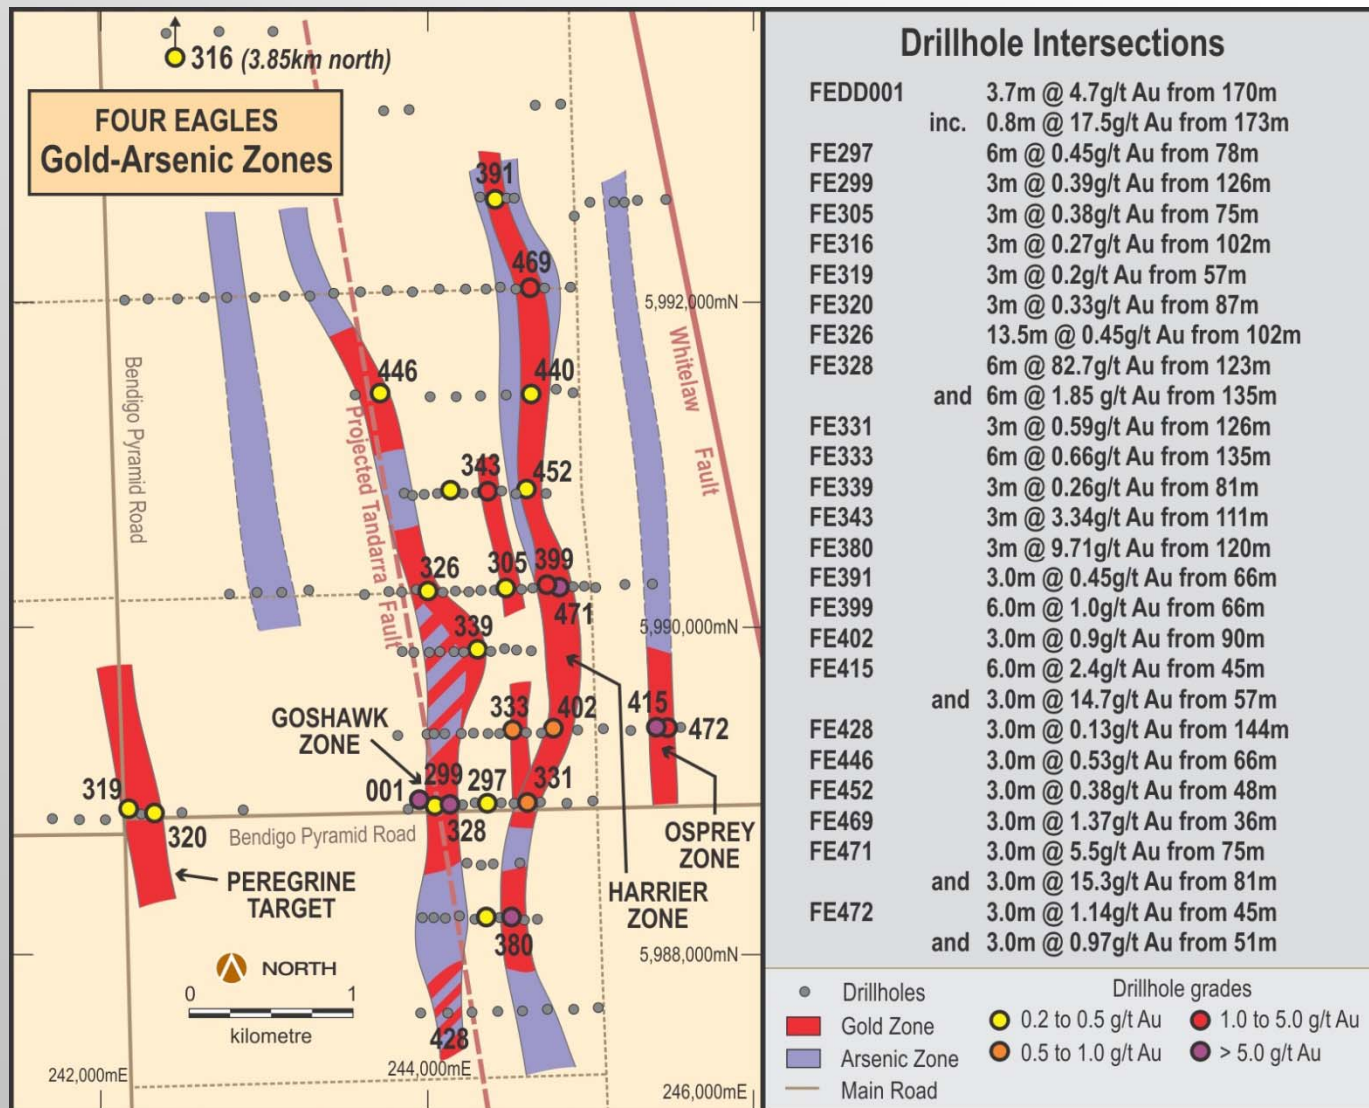 316 (3.85km north)
FOUR EAGLES
Gold-Arsenic Zones
391
469
5,992,000mN
Whitelaw Fault
Bendigo Pyramid Road
Projected Tandarra Fault
446
440
343
452
326
305
399
471
5,990,000mN
339
GOSHAWK
ZONE
333
402
415
472
319
320
001
299
297
331
328
Bendigo Pyramid Road
OSPREY
ZONE
PEREGRINE
TARGET
HARRIER
ZONE
380
5,988,000mN
NORTH
0 1
kilometre
428
242,000mE
244,000mE
246,000mE
Drillhole Intersections
FEDD001 3.7m @ 4.7g/t Au from 170m
inc. 0.8m @ 17.5g/t Au from 173m
FE297 6m @ 0.45g/t Au from 78m
FE299 3m @ 0.39g/t Au from 126m
FE305 3m @ 0.38g/t Au from 75m
FE316 3m @ 0.27g/t Au from 102m
FE319 3m @ 0.2g/t Au from 57m
FE320 3m @ 0.33g/t Au from 87m
FE326 13.5m @ 0.45g/t Au from 102m
FE328 6m @ 82.7g/t Au from 123m
and 6m @ 1.85 g/t Au from 135m
FE331 3m @ 0.59g/t Au from 126m
FE333 6m @ 0.66g/t Au from 135m
FE339 3m @ 0.26g/t Au from 81m
FE343 3m @ 3.34g/t Au from 111m
FE380 3m @ 9.71g/t Au from 120m
FE391 3.0m @ 0.45g/t Au from 66m
FE399 6.0m @ 1.0g/t Au from 66m
FE402 3.0m @ 0.9g/t Au from 90m
FE415 6.0m @ 2.4g/t Au from 45m
and 3.0m @ 14.7g/t Au from 57m
FE428 3.0m @ 0.13g/t Au from 144m
FE446 3.0m @ 0.53g/t Au from 66m
FE452 3.0m @ 0.38g/t Au from 48m
FE469 3.0m @ 1.37g/t Au from 36m
FE471 3.0m @ 5.5g/t Au from 75m
and 3.0m @ 15.3g/t Au from 81m
FE472 3.0m @ 1.14g/t Au from 45m
and 3.0m @ 0.97g/t Au from 51m
Drillholes
Gold Zone
Arsenic Zone
Main Road
Drillhole grades
0.2 to 0.5 g/t Au
1.0 to 5.0 g/t Au
0.5 to 1.0 g/t Au
> 5.0 g/t Au